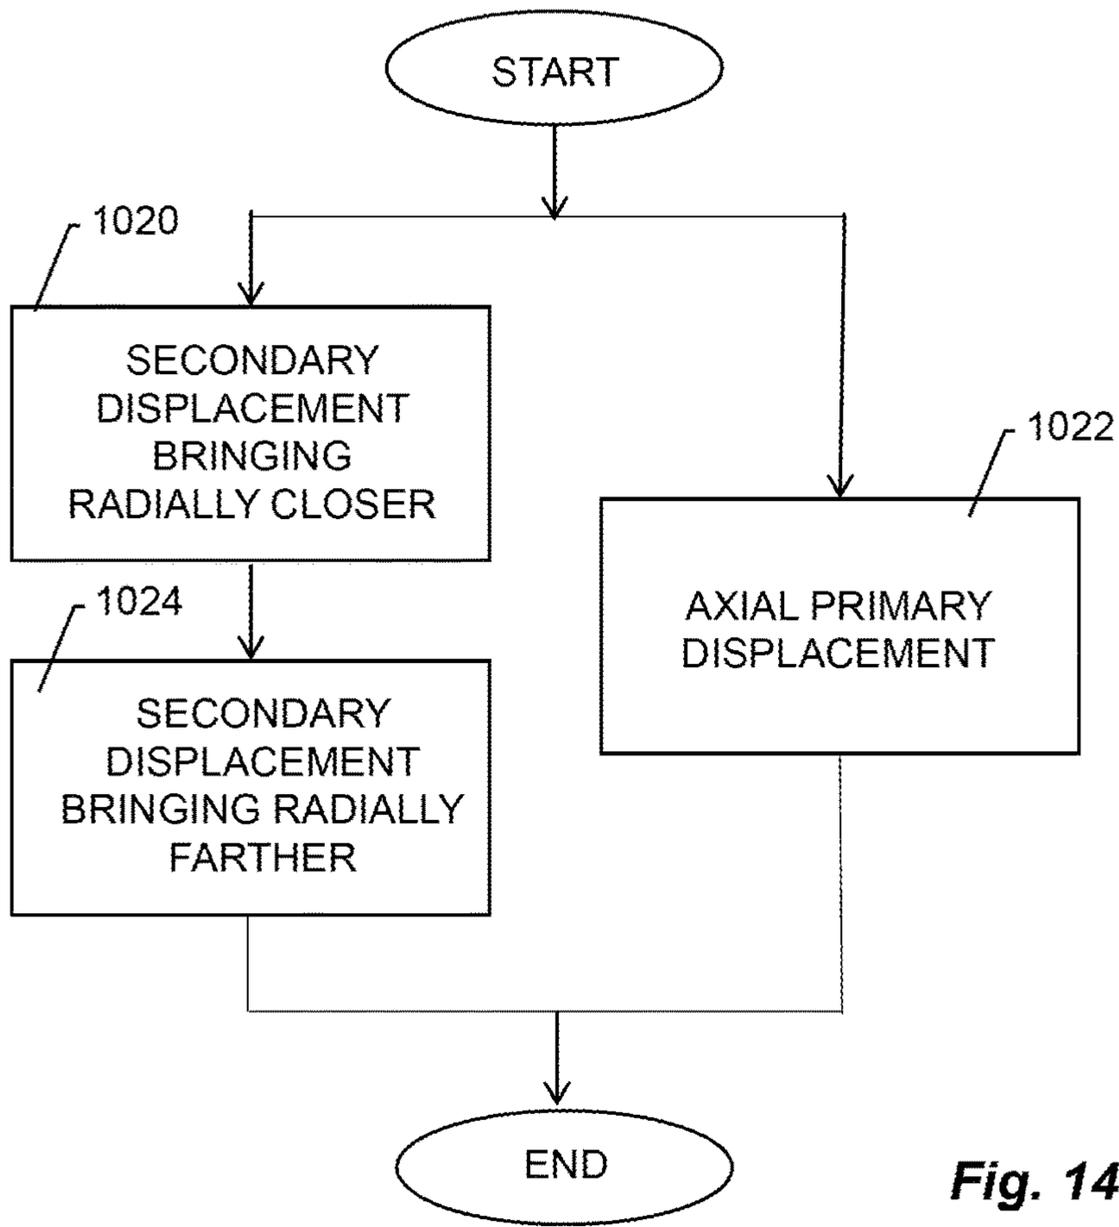 START
1020
SECONDARY
DISPLACEMENT
BRINGING
RADIALLY CLOSER
1022
AXIAL PRIMARY
DISPLACEMENT
1024
SECONDARY
DISPLACEMENT
BRINGING RADIALLY
FARTHER
END
Fig. 14